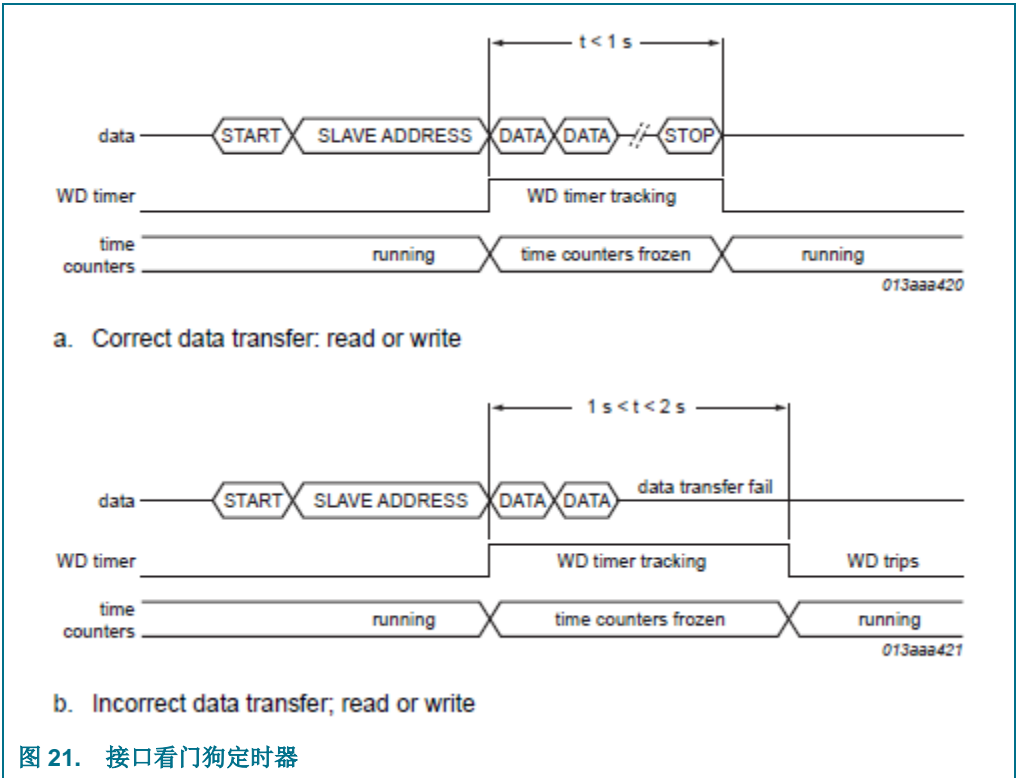 t < 1 s
data START SLAVE ADDRESS DATA DATA STOP
WD timer WD timer tracking
time
counters running time counters frozen running
013aaa420
a. Correct data transfer: read or write
1 s < t < 2 s
data START SLAVE ADDRESS DATA DATA data transfer fail
WD timer WD timer tracking WD trips
time
counters running time counters frozen running
013aaa421
b. Incorrect data transfer; read or write
图 21. 接口看门狗定时器